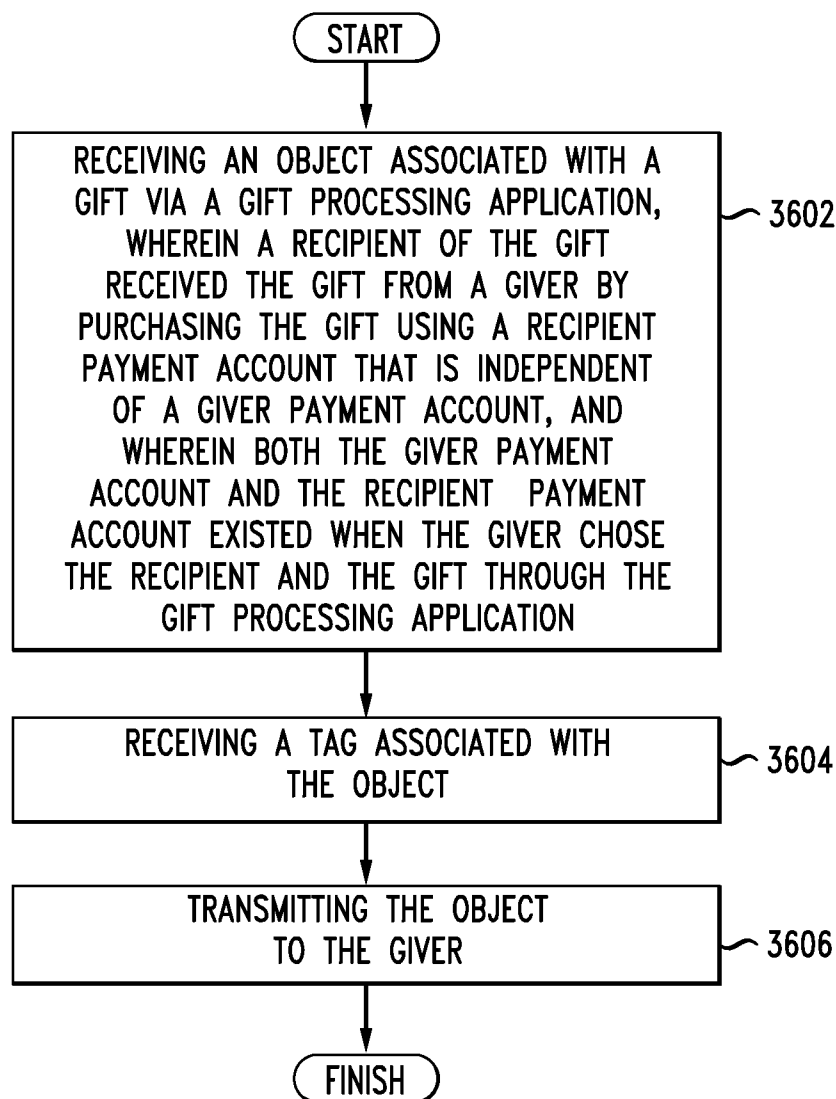 START
RECEIVING AN OBJECT ASSOCIATED WITH A
GIFT VIA A GIFT PROCESSING APPLICATION,
WHEREIN A RECIPIENT OF THE GIFT
RECEIVED THE GIFT FROM A GIVER BY
PURCHASING THE GIFT USING A RECIPIENT
PAYMENT ACCOUNT THAT IS INDEPENDENT
OF A GIVER PAYMENT ACCOUNT, AND
WHEREIN BOTH THE GIVER PAYMENT
ACCOUNT AND THE RECIPIENT PAYMENT
ACCOUNT EXISTED WHEN THE GIVER CHOSE
THE RECIPIENT AND THE GIFT THROUGH THE
GIFT PROCESSING APPLICATION
3602
RECEIVING A TAG ASSOCIATED WITH
THE OBJECT
3604
TRANSMITTING THE OBJECT
TO THE GIVER
3606
FINISH